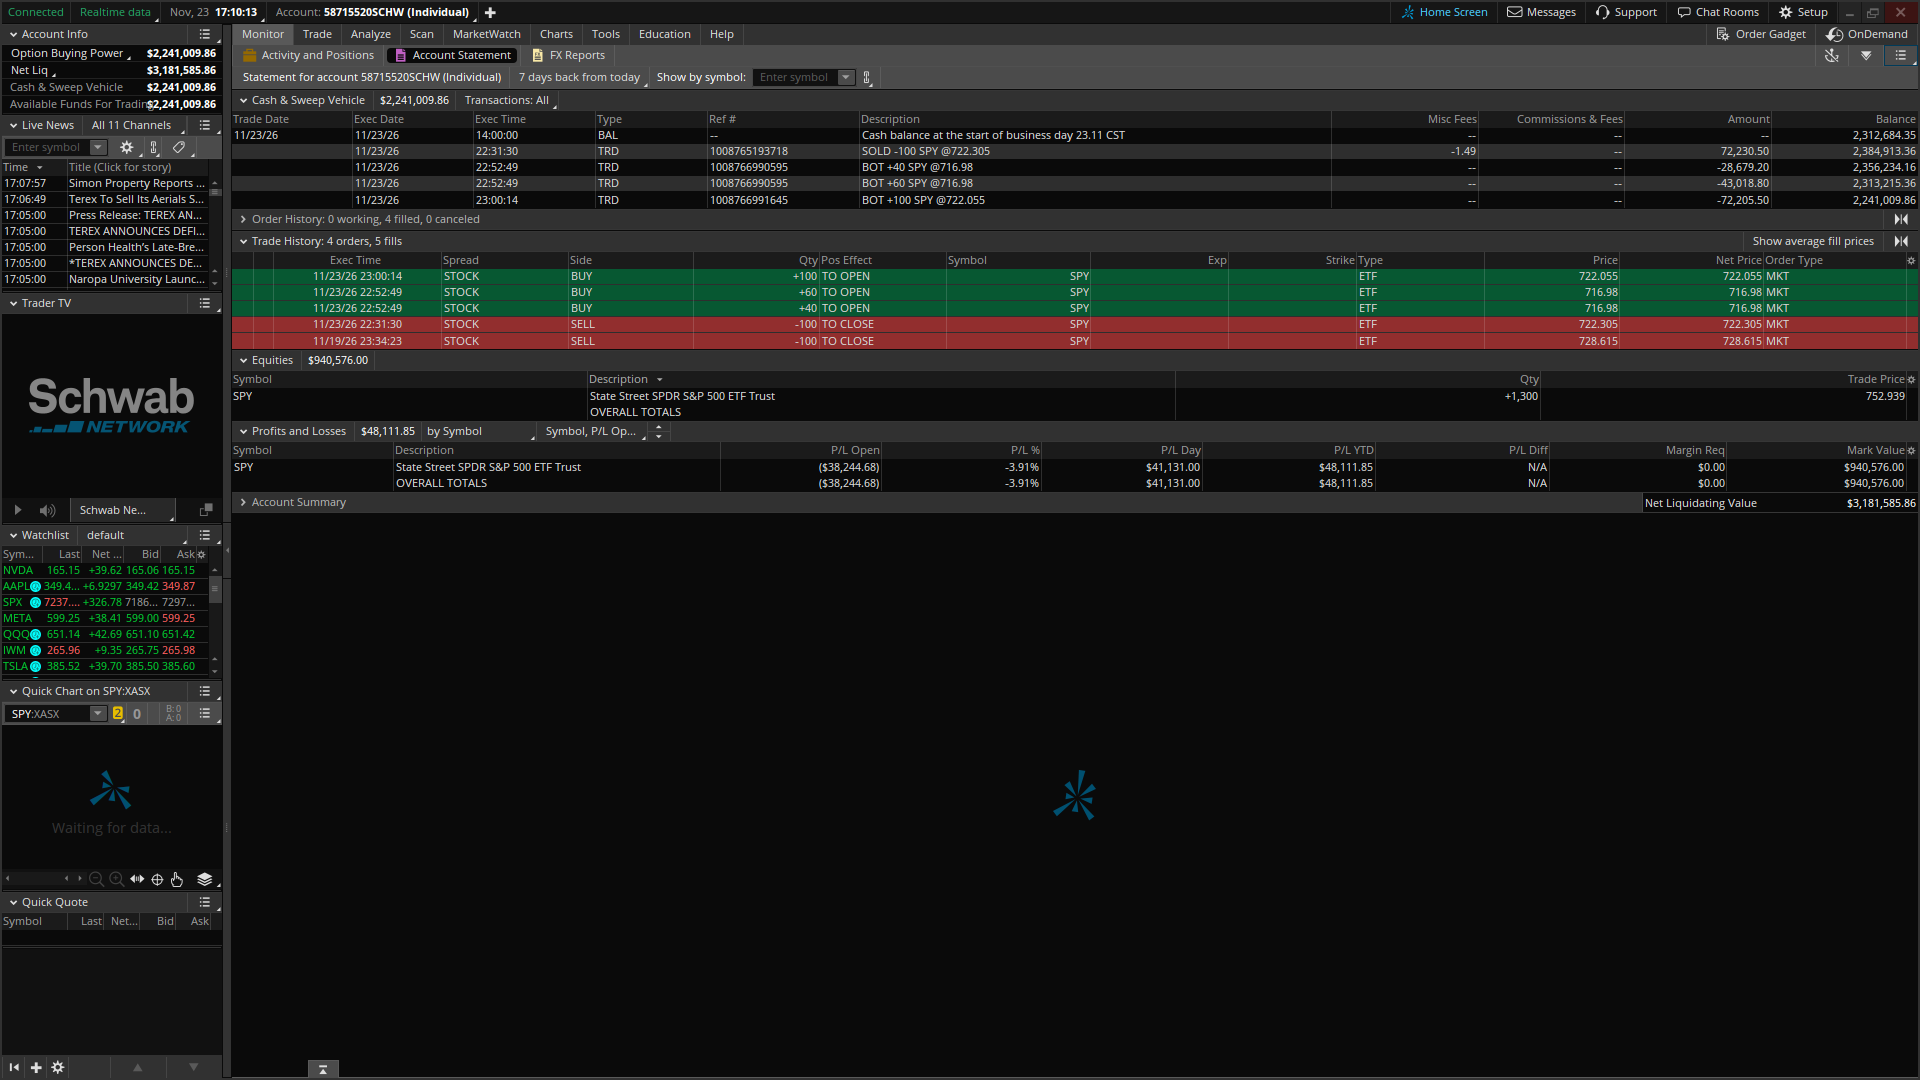 Connected Realtime data Nov, 23 17:10:13 Account: 58715520SCHW (Individual) Home Screen Messages Support Chat Rooms Setup
Account Info
Option Buying Power $2,241,009.86
Net Liq $3,181,585.86
Cash & Sweep Vehicle $2,241,009.86
Available Funds For Trading $2,241,009.86
Live News All 11 Channels
Enter symbol
Time Title (Click for story)
17:07:57 Simon Property Reports ...
17:06:49 Terex To Sell Its Aerials S...
17:05:00 Press Release: TEREX AN...
17:05:00 TEREX ANNOUNCES DEFI...
17:05:00 Person Health's Late-Bre...
17:05:00 *TEREX ANNOUNCES DE...
17:05:00 Naropa University Launc...
Trader TV
Schwab
NETWORK
Schwab Ne...
Watchlist default
Sym... Last Net ... Bid Ask
NVDA 165.15 +39.62 165.06 165.15
AAPL 349.4... +6.9297 349.42 349.87
SPX 7237.... +326.78 7186... 7297...
META 599.25 +38.41 599.00 599.25
QQQ 651.14 +42.69 651.10 651.42
IWM 265.96 +9.35 265.75 265.98
TSLA 385.52 +39.70 385.50 385.60
Quick Chart on SPY:XASX
SPY:XASX 2 0 B: 0 A: 0
Waiting for data...
Quick Quote
Symbol Last Net... Bid Ask
Monitor Trade Analyze Scan MarketWatch Charts Tools Education Help Order Gadget OnDemand
Activity and Positions Account Statement FX Reports
Statement for account 58715520SCHW (Individual) 7 days back from today Show by symbol: Enter symbol
Cash & Sweep Vehicle $2,241,009.86 Transactions: All
Trade Date Exec Date Exec Time Type Ref # Description Misc Fees Commissions & Fees Amount Balance
11/23/26 11/23/26 14:00:00 BAL -- Cash balance at the start of business day 23.11 CST -- -- -- 2,312,684.35
11/23/26 22:31:30 TRD 1008765193718 SOLD -100 SPY @722.305 -1.49 -- 72,230.50 2,384,913.36
11/23/26 22:52:49 TRD 1008766990595 BOT +40 SPY @716.98 -- -- -28,679.20 2,356,234.16
11/23/26 22:52:49 TRD 1008766990595 BOT +60 SPY @716.98 -- -- -43,018.80 2,313,215.36
11/23/26 23:00:14 TRD 1008766991645 BOT +100 SPY @722.055 -- -- -72,205.50 2,241,009.86
Order History: 0 working, 4 filled, 0 canceled
Trade History: 4 orders, 5 fills Show average fill prices
Exec Time Spread Side Qty Pos Effect Symbol Exp Strike Type Price Net Price Order Type
11/23/26 23:00:14 STOCK BUY +100 TO OPEN SPY ETF 722.055 722.055 MKT
11/23/26 22:52:49 STOCK BUY +60 TO OPEN SPY ETF 716.98 716.98 MKT
11/23/26 22:52:49 STOCK BUY +40 TO OPEN SPY ETF 716.98 716.98 MKT
11/23/26 22:31:30 STOCK SELL -100 TO CLOSE SPY ETF 722.305 722.305 MKT
11/19/26 23:34:23 STOCK SELL -100 TO CLOSE SPY ETF 728.615 728.615 MKT
Equities $940,576.00
Symbol Description Qty Trade Price
SPY State Street SPDR S&P 500 ETF Trust +1,300 752.939
OVERALL TOTALS
Profits and Losses $48,111.85 by Symbol Symbol, P/L Op...
Symbol Description P/L Open P/L % P/L Day P/L YTD P/L Diff Margin Req Mark Value
SPY State Street SPDR S&P 500 ETF Trust ($38,244.68) -3.91% $41,131.00 $48,111.85 N/A $0.00 $940,576.00
OVERALL TOTALS ($38,244.68) -3.91% $41,131.00 $48,111.85 N/A $0.00 $940,576.00
Account Summary Net Liquidating Value $3,181,585.86